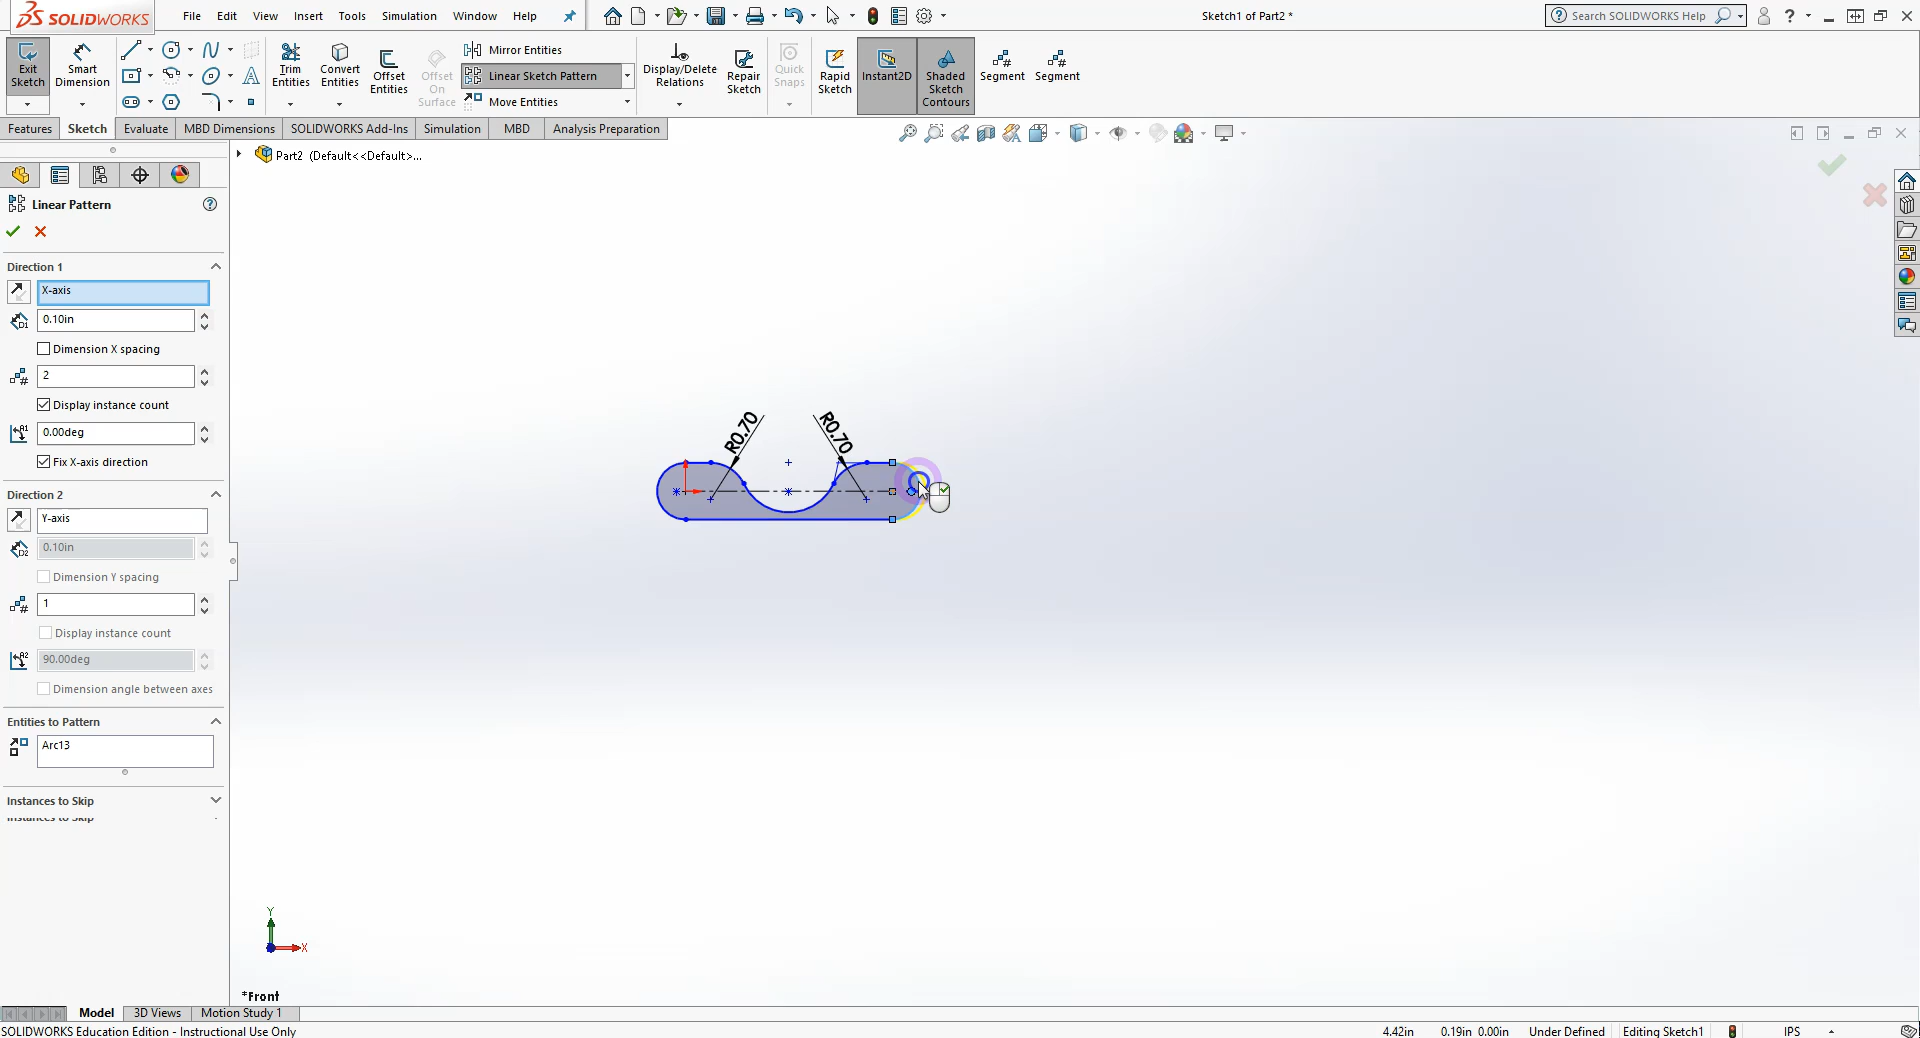 SOLIDWORKS
File Edit View Insert Tools Simulation Window Help
Sketch1 of Part2 *
Search SOLIDWORKS Help
Exit Sketch
Smart Dimension
Trim Entities
Convert Entities
Offset Entities
Offset On Surface
Mirror Entities
Linear Sketch Pattern
Move Entities
Display/Delete Relations
Repair Sketch
Quick Snaps
Rapid Sketch
Instant2D
Shaded Sketch Contours
Segment
Segment
Features Sketch Evaluate MBD Dimensions SOLIDWORKS Add-Ins Simulation MBD Analysis Preparation
Part2 (Default<<Default>...
Linear Pattern
Direction 1
X-axis
0.10in
Dimension X spacing
2
Display instance count
0.00deg
Fix X-axis direction
Direction 2
Y-axis
0.10in
Dimension Y spacing
1
Display instance count
90.00deg
Dimension angle between axes
Entities to Pattern
Arc13
Instances to Skip
Instances to Skip
R0.70
R0.70
Y
X
*Front
Model 3D Views Motion Study 1
SOLIDWORKS Education Edition - Instructional Use Only
4.42in 0.19in 0.00in Under Defined Editing Sketch1 IPS